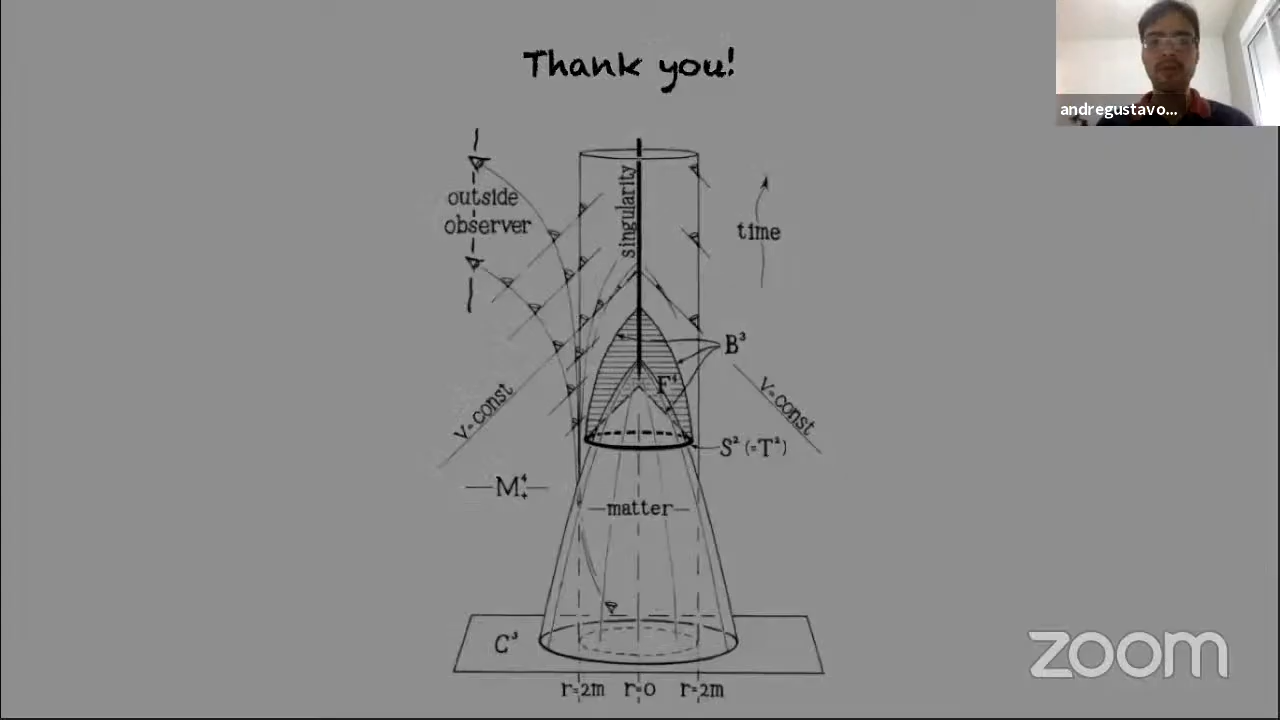 Thank you!
andregustavo...
outside
observer
singularity
time
B³
F⁴
v=const
v=const
S² (=T²)
M⁴₊
matter
C³
r=2m r=0 r=2m
zoom